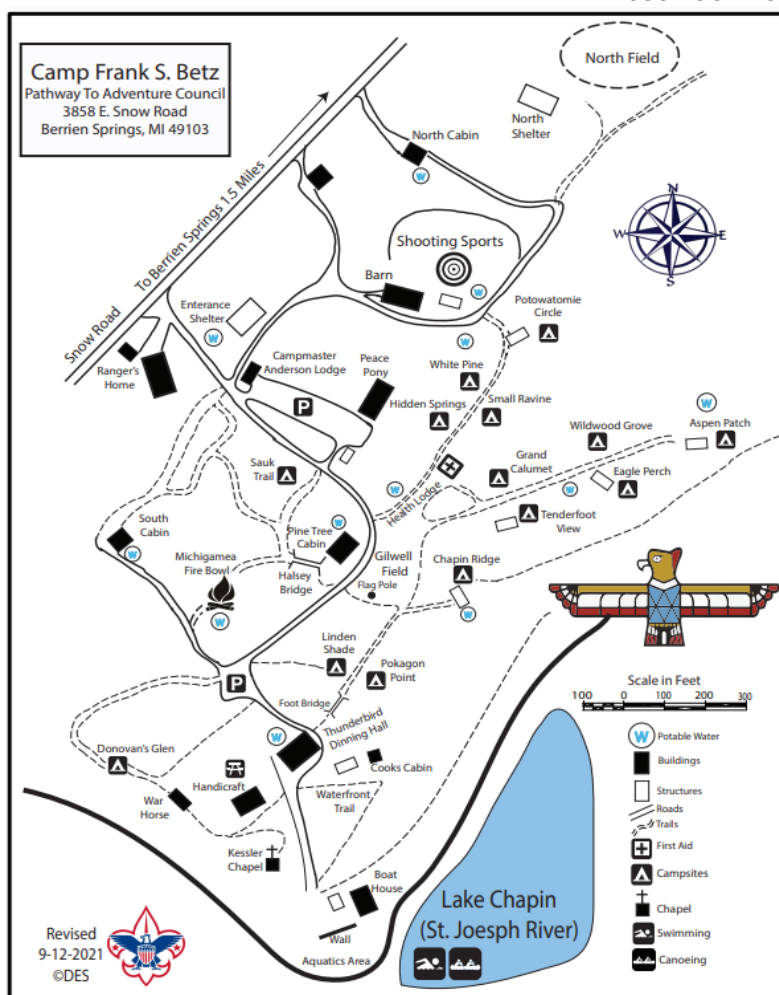 Camp Frank S. Betz
Pathway To Adventure Council
3858 E. Snow Road
Berrien Springs, MI 49103
North Field
North
Shelter
North Cabin
W
To Berrien Springs 1.5 Miles
Snow Road
N
W
E
S
Shooting Sports
Barn
W
Enterance
Shelter
W
Potowatomie
Circle
W
Ranger's
Home
Campmaster
Anderson Lodge
Peace
Pony
White Pine
P
Hidden Springs
Small Ravine
W
Aspen Patch
Wildwood Grove
Sauk
Trail
Grand
Calumet
Eagle Perch
W
Health Lodge
W
Tenderfoot
View
South
Cabin
W
W
Pine Tree
Cabin
Michigamea
Fire Bowl
W
Halsey
Bridge
Gilwell
Field
Flag Pole
Chapin Ridge
W
Linden
Shade
Pokagon
Point
P
Foot Bridge
Scale in Feet
100 0 100 200 300
W
Thunderbird
Dinning Hall
Cooks Cabin
Donovan's Glen
Handicraft
War
Horse
Waterfront
Trail
Kessler
Chapel
Boat
House
Wall
Aquatics Area
Lake Chapin
(St. Joesph River)
W Potable Water
Buildings
Structures
Roads
Trails
First Aid
Campsites
Chapel
Swimming
Canoeing
Revised
9-12-2021
©DES